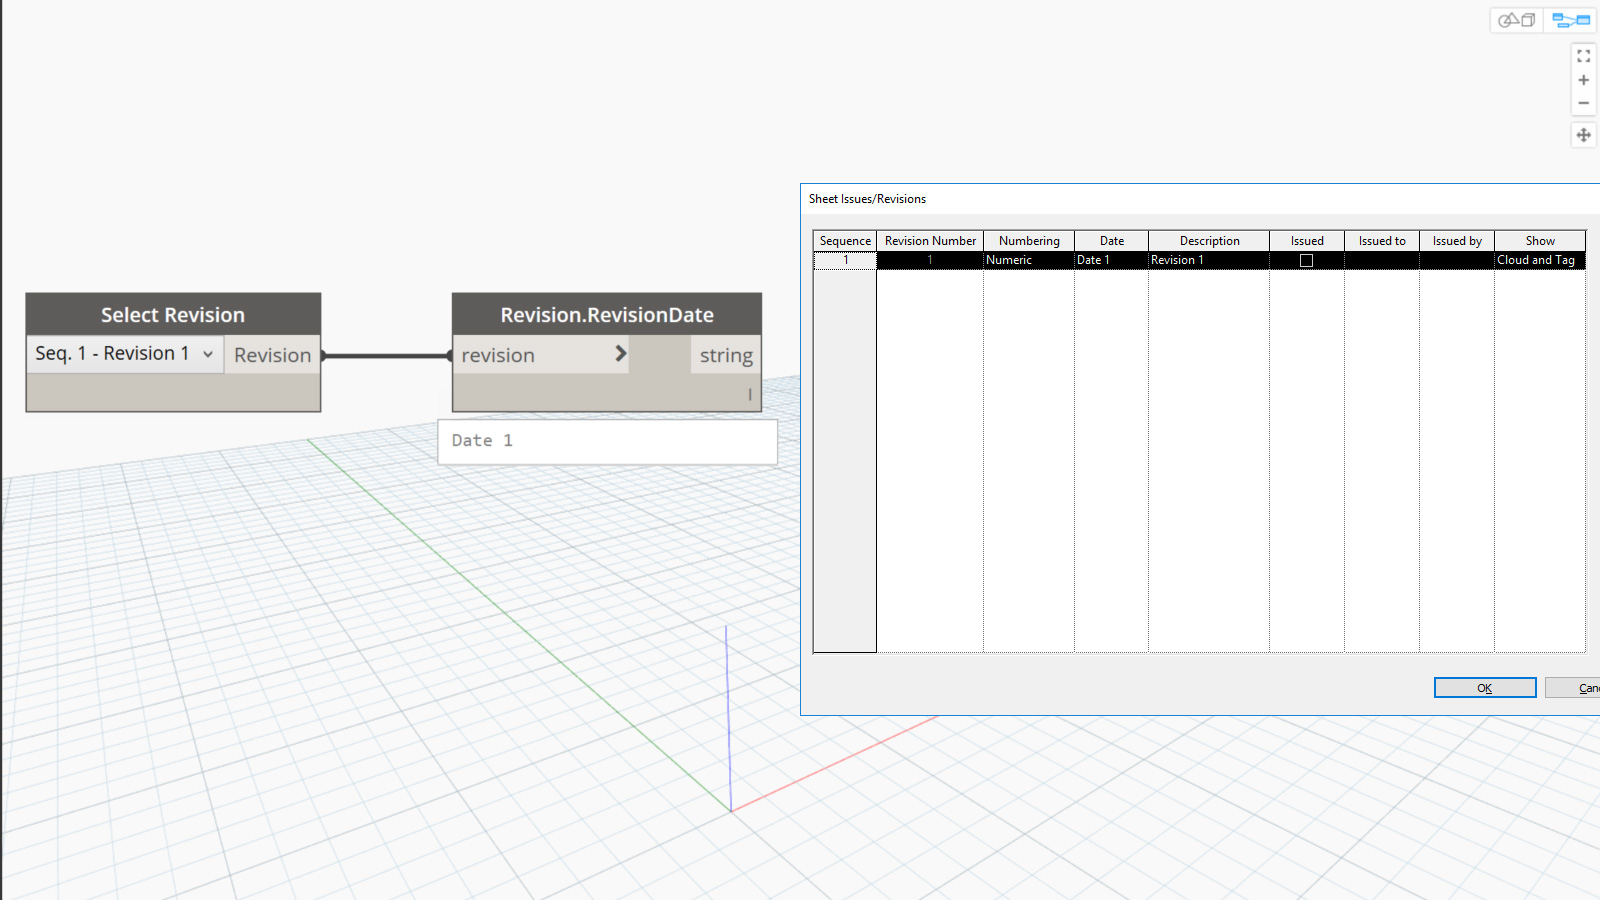 Sheet Issues/Revisions
Sequence Revision Number Numbering Date Description Issued Issued to Issued by Show
1 1 Numeric Date 1 Revision 1 Cloud and Tag
Select Revision
Seq. 1 - Revision 1 Revision
Revision.RevisionDate
revision string
Date 1
OK